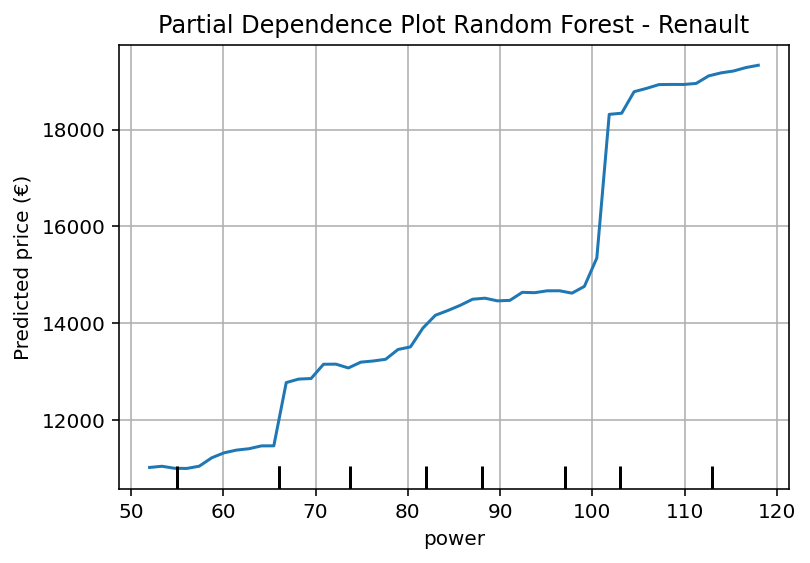 Partial Dependence Plot Random Forest - Renault
Predicted price (€)
18000
16000
14000
12000
50 60 70 80 90 100 110 120
power